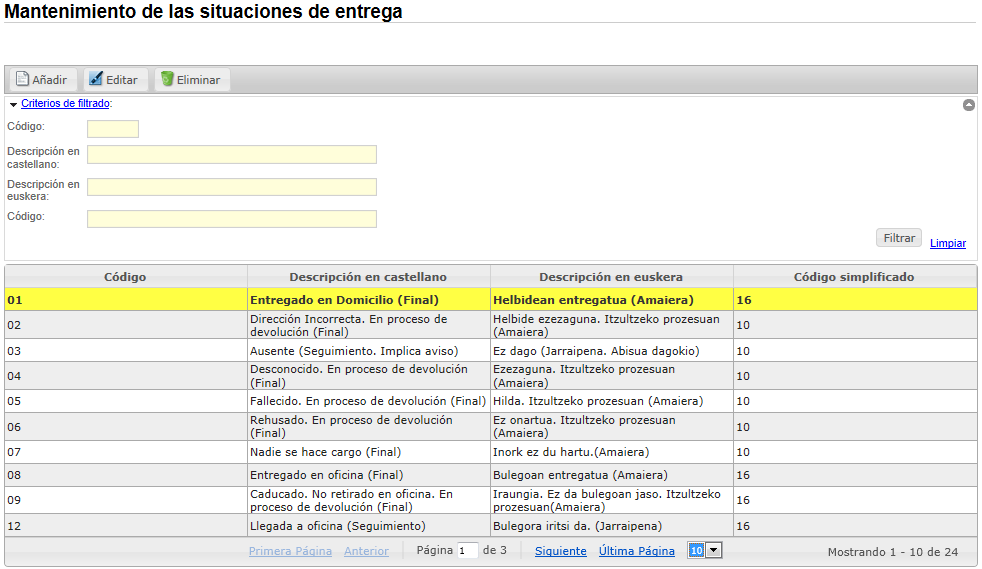 Mantenimiento de las situaciones de entrega
Añadir Editar Eliminar
Criterios de filtrado:
Código:
Descripción en
castellano:
Descripción en
euskera:
Código:
Filtrar Limpiar
Código Descripción en castellano Descripción en euskera Código simplificado
01 Entregado en Domicilio (Final) Helbidean entregatua (Amaiera) 16
02 Dirección Incorrecta. En proceso de devolución (Final) Helbide ezezaguna. Itzultzeko prozesuan (Amaiera) 10
03 Ausente (Seguimiento. Implica aviso) Ez dago (Jarraipena. Abisua dagokio) 10
04 Desconocido. En proceso de devolución (Final) Ezezaguna. Itzultzeko prozesuan (Amaiera) 10
05 Fallecido. En proceso de devolución (Final) Hilda. Itzultzeko prozesuan (Amaiera) 10
06 Rehusado. En proceso de devolución (Final) Ez onartua. Itzultzeko prozesuan (Amaiera) 10
07 Nadie se hace cargo (Final) Inork ez du hartu.(Amaiera) 10
08 Entregado en oficina (Final) Bulegoan entregatua (Amaiera) 16
09 Caducado. No retirado en oficina. En proceso de devolución (Final) Iraungia. Ez da bulegoan jaso. Itzultzeko prozesuan(Amaiera) 16
12 Llegada a oficina (Seguimiento) Bulegora iritsi da. (Jarraipena) 16
Primera Página Anterior Página 1 de 3 Siguiente Última Página 10 Mostrando 1 - 10 de 24